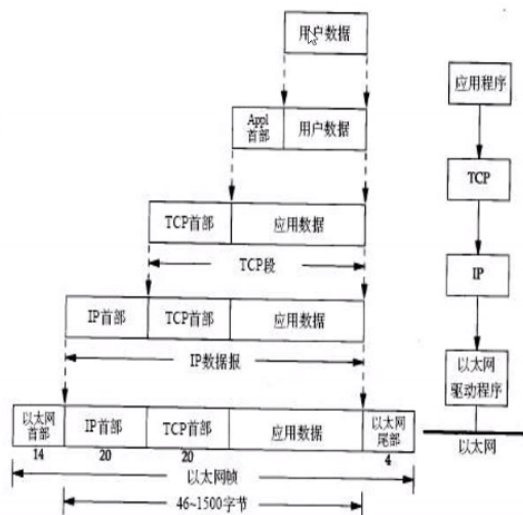 用户数据
应用程序
Appl
首部
用户数据
TCP首部
应用数据
TCP
TCP段
IP首部
TCP首部
应用数据
IP
IP数据报
以太网
驱动程序
以太网
首部
IP首部
TCP首部
应用数据
以太网
尾部
以太网
14
20
20
4
以太网帧
46~1500字节